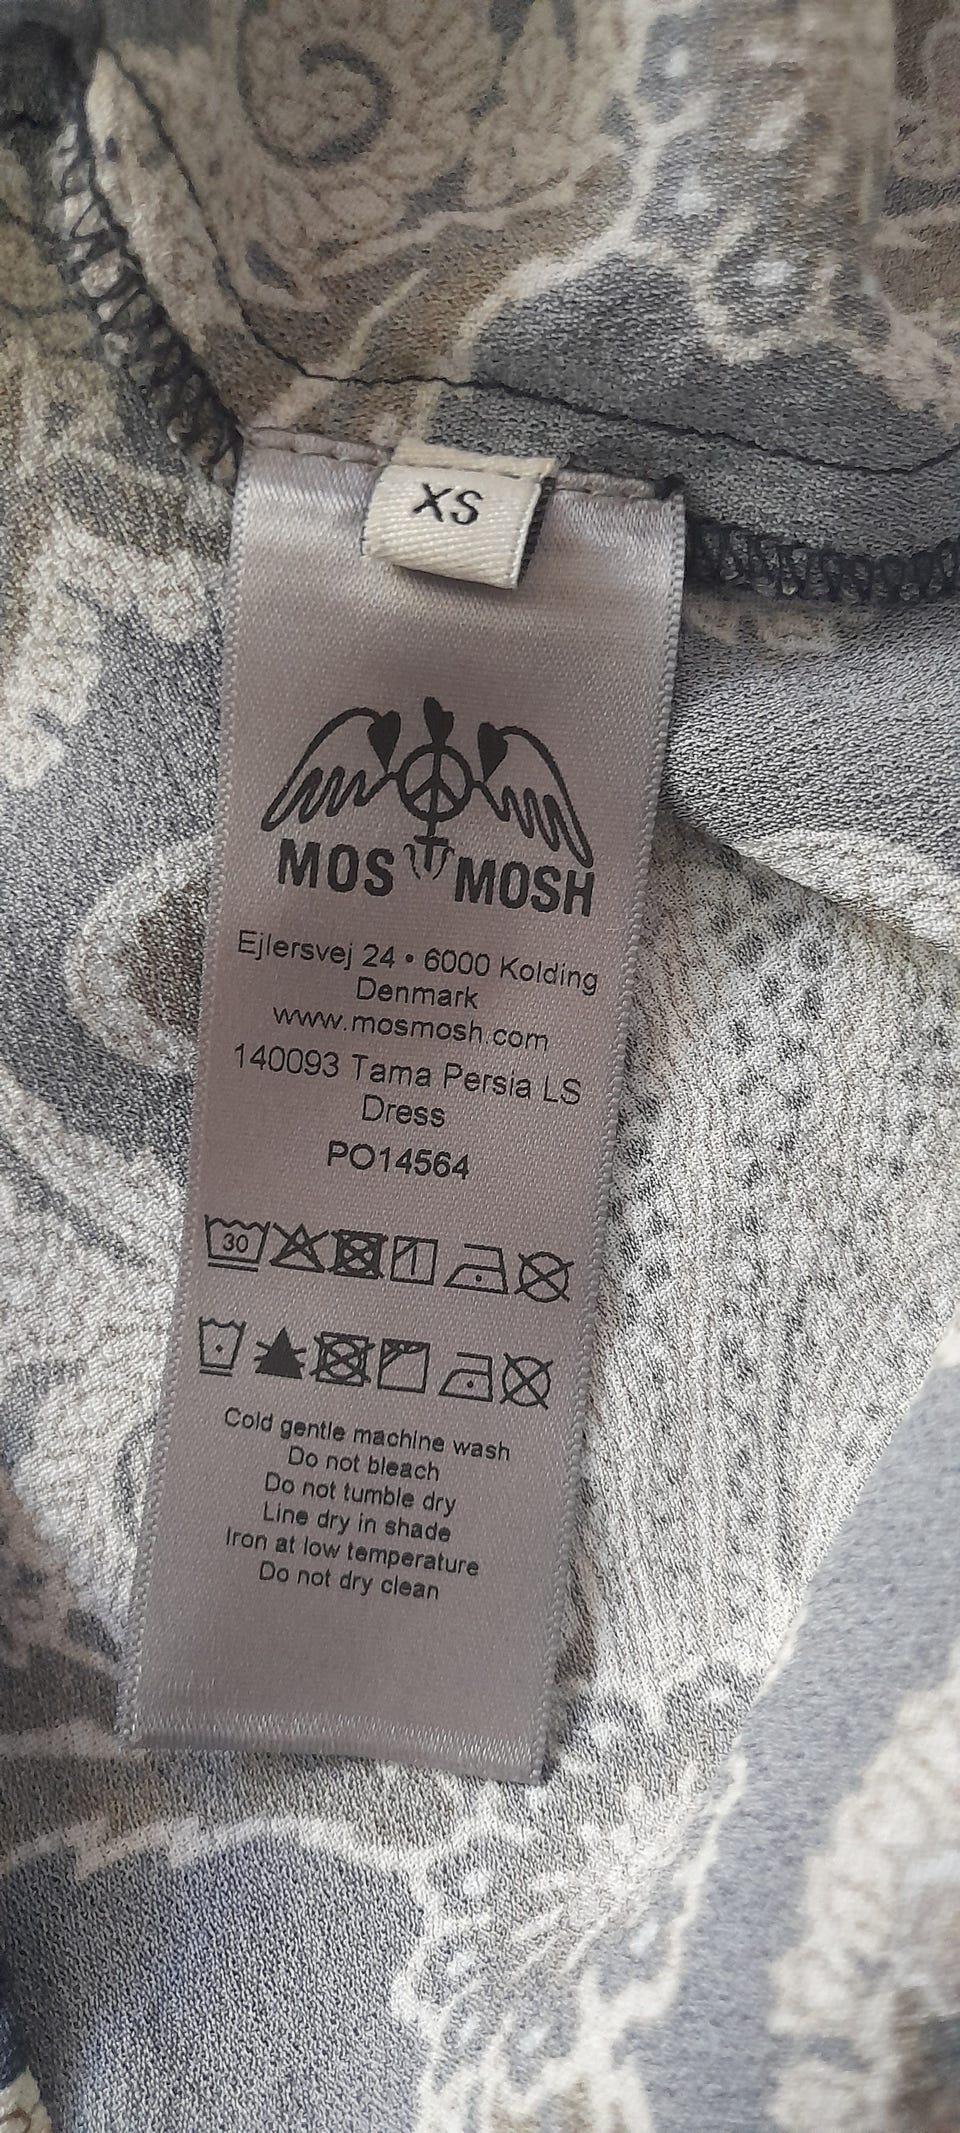 XS
MOS MOSH
Ejlersvej 24 • 6000 Kolding
Denmark
www.mosmosh.com
140093 Tama Persia LS
Dress
PO14564
30
Cold gentle machine wash
Do not bleach
Do not tumble dry
Line dry in shade
Iron at low temperature
Do not dry clean